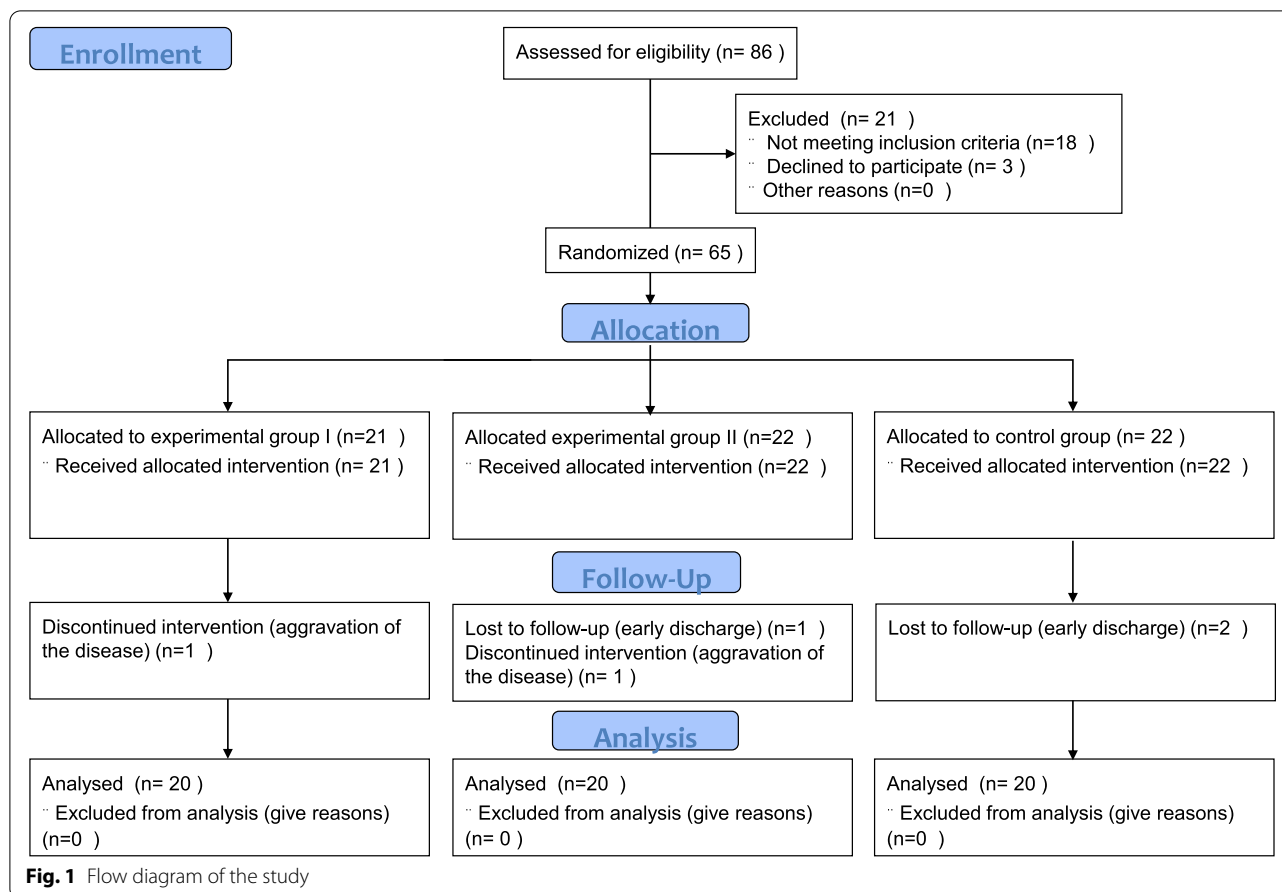 Enrollment
Assessed for eligibility (n= 86 )
Excluded (n= 21 )
¨ Not meeting inclusion criteria (n=18 )
¨ Declined to participate (n= 3 )
¨ Other reasons (n=0 )
Randomized (n= 65 )
Allocation
Allocated to experimental group I (n=21 )
¨ Received allocated intervention (n= 21 )
Allocated experimental group II (n=22 )
¨ Received allocated intervention (n=22 )
Allocated to control group (n= 22 )
¨ Received allocated intervention (n=22 )
Follow-Up
Discontinued intervention (aggravation of
the disease) (n=1 )
Lost to follow-up (early discharge) (n=1 )
Discontinued intervention (aggravation of
the disease) (n= 1 )
Lost to follow-up (early discharge) (n=2 )
Analysis
Analysed (n= 20 )
¨ Excluded from analysis (give reasons)
(n=0 )
Analysed (n=20 )
¨ Excluded from analysis (give reasons)
(n= 0 )
Analysed (n= 20 )
¨ Excluded from analysis (give reasons)
(n=0 )
Fig. 1 Flow diagram of the study